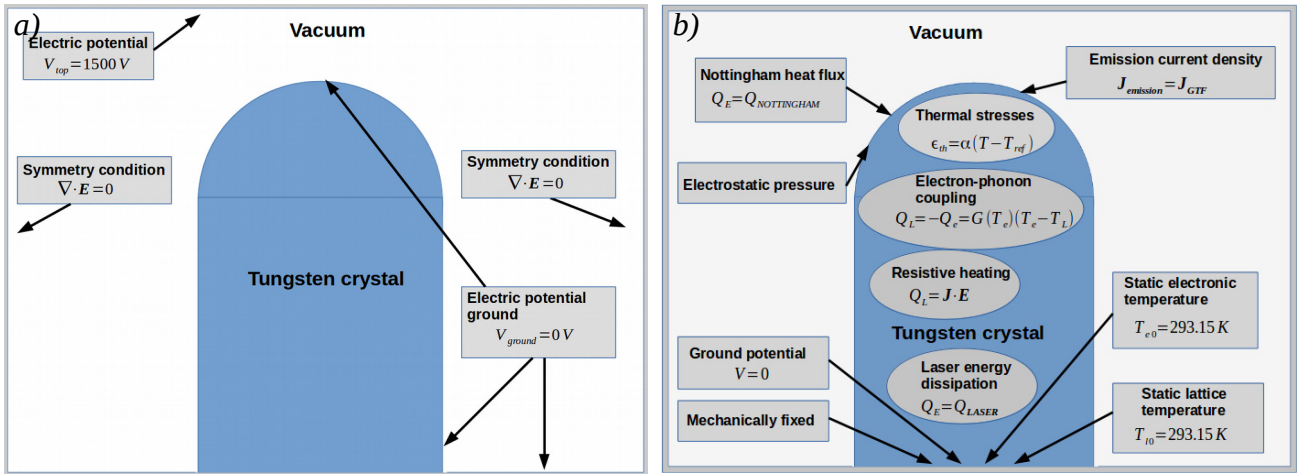 a)
Vacuum
Electric potential
V_top=1500 V
Symmetry condition
∇·E=0
Symmetry condition
∇·E=0
Tungsten crystal
Electric potential
ground
V_ground=0 V
b)
Vacuum
Nottingham heat flux
Q_E=Q_NOTTINGHAM
Emission current density
J_emission=J_GTF
Thermal stresses
ϵ_th=α(T−T_ref)
Electrostatic pressure
Electron-phonon
coupling
Q_L=−Q_e=G(T_e)(T_e−T_L)
Resistive heating
Q_L=J·E
Static electronic
temperature
T_e0=293.15 K
Tungsten crystal
Ground potential
V=0
Laser energy
dissipation
Q_E=Q_LASER
Mechanically fixed
Static lattice
temperature
T_l0=293.15 K